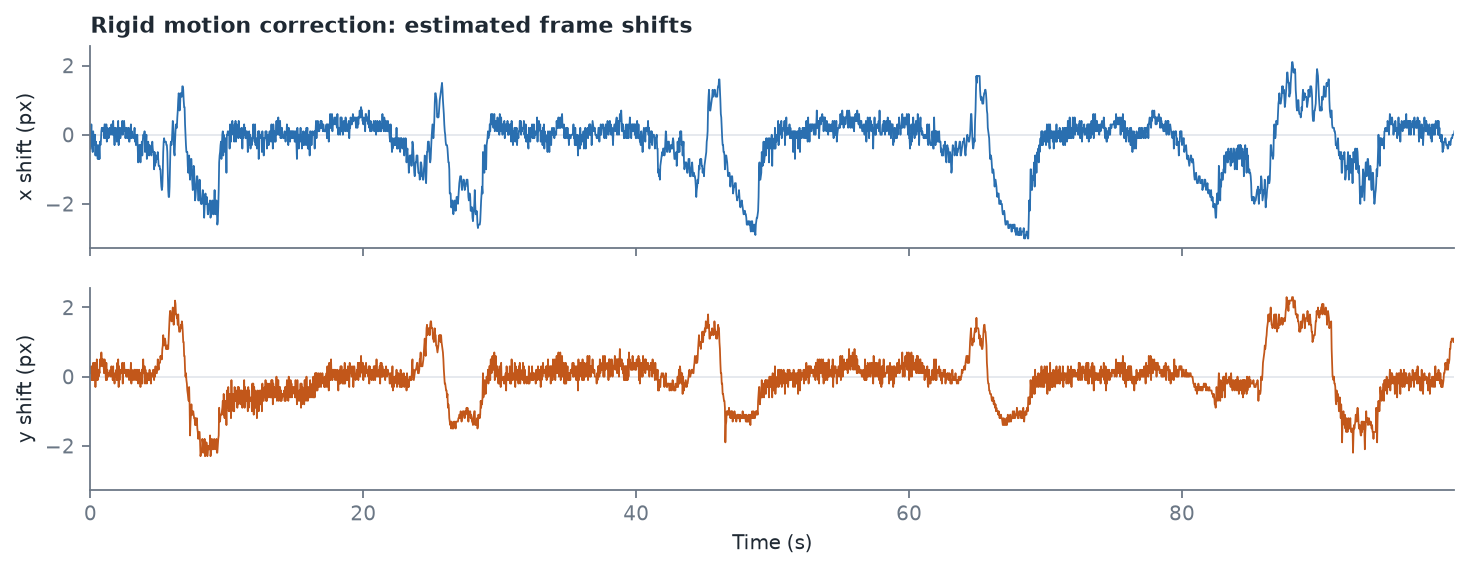 Rigid motion correction: estimated frame shifts
x shift (px)
2
0
−2
y shift (px)
2
0
−2
0 20 40 60 80
Time (s)